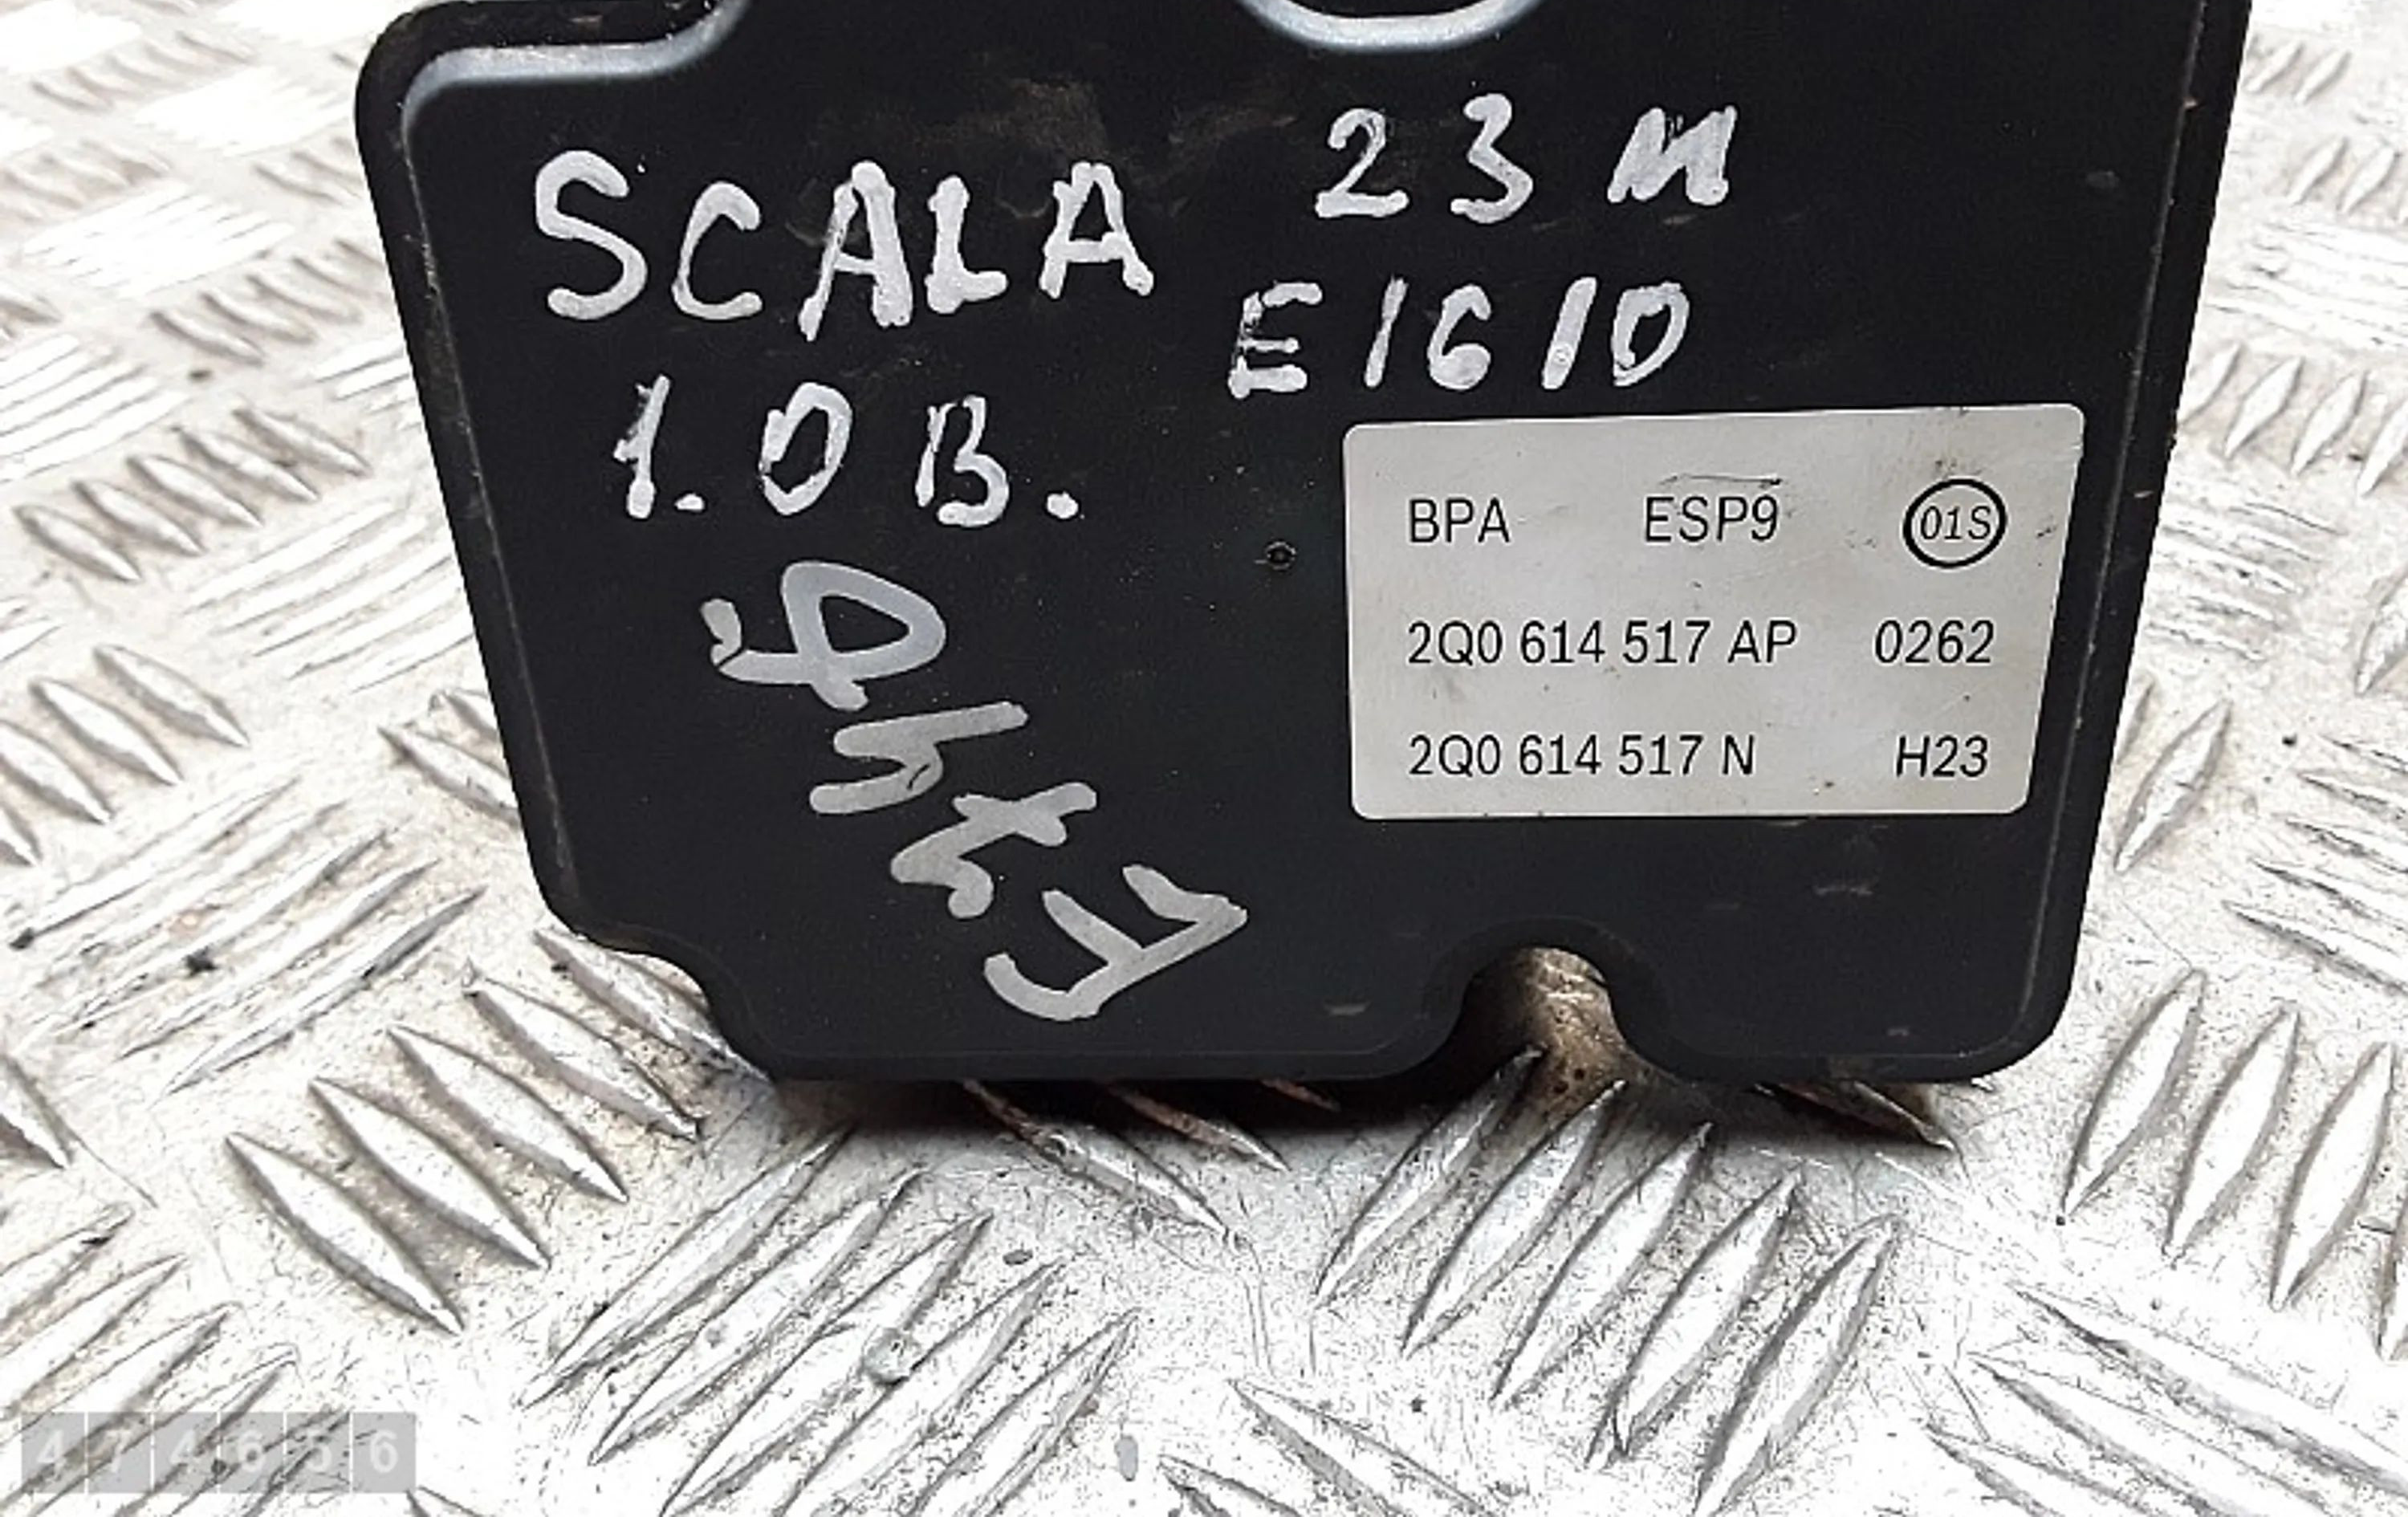 SCALA 23 M
E1610
1.0 B.
BPA ESP9 01S
2Q0 614 517 AP 0262
2Q0 614 517 N H23
474656